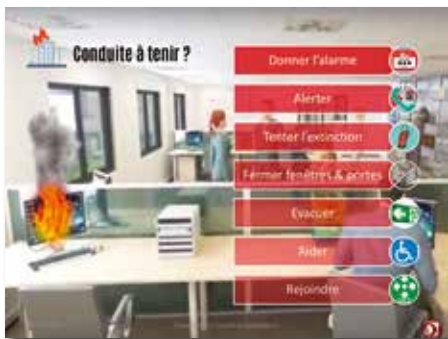 Conduite à tenir ?
Donner l'alarme
Alerter
Tenter l'extinction
Fermer fenêtres & portes
Evacuer
Aider
Rejoindre